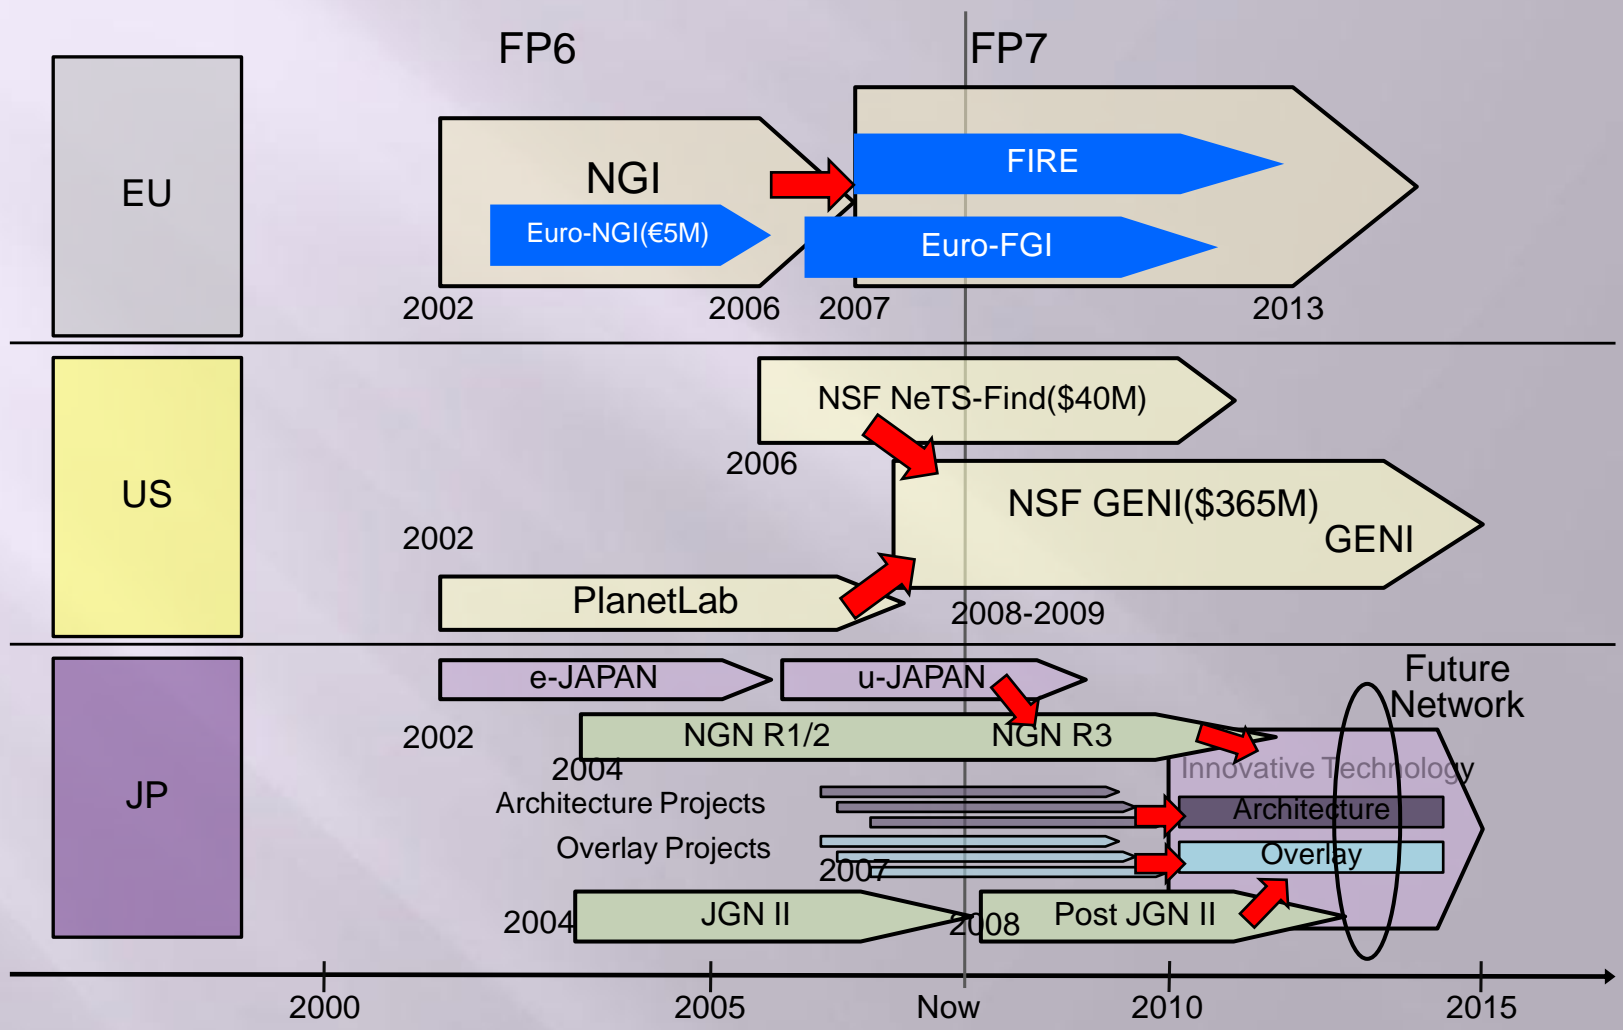 FP6
FP7
EU
NGI
FIRE
Euro-NGI(€5M)
Euro-FGI
2002
2006
2007
2013
US
NSF NeTS-Find($40M)
2006
NSF GENI($365M)
GENI
2002
PlanetLab
2008-2009
JP
e-JAPAN
u-JAPAN
Future
Network
2002
NGN R1/2
NGN R3
2004
Innovative Technology
Architecture Projects
Architecture
Overlay Projects
Overlay
2007
2004
JGN II
2008
Post JGN II
2000
2005
Now
2010
2015